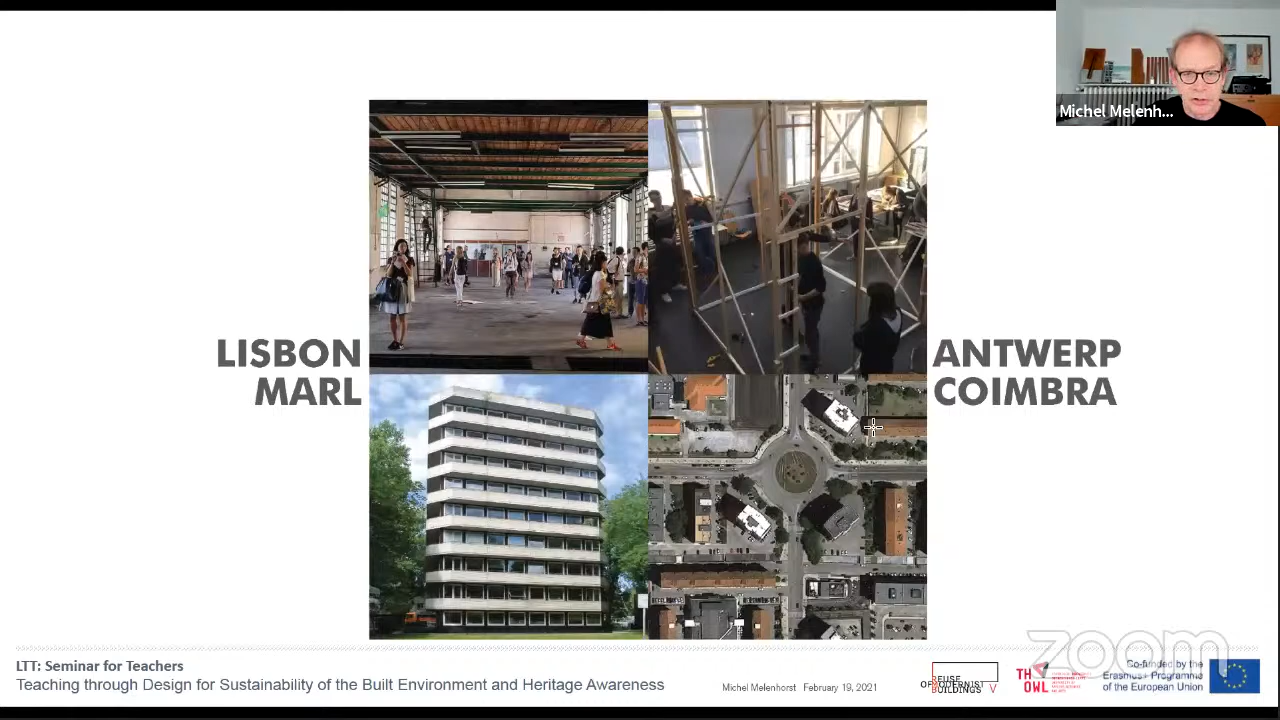 Michel Melenh...
LISBON
MARL
ANTWERP
COIMBRA
LTT: Seminar for Teachers
Teaching through Design for Sustainability of the Built Environment and Heritage Awareness
February 19, 2021
REUSE
OF MODERNIST
BUILDINGS
TH
OWL
zoom
Co-funded by the
Erasmus+ Programme
of the European Union